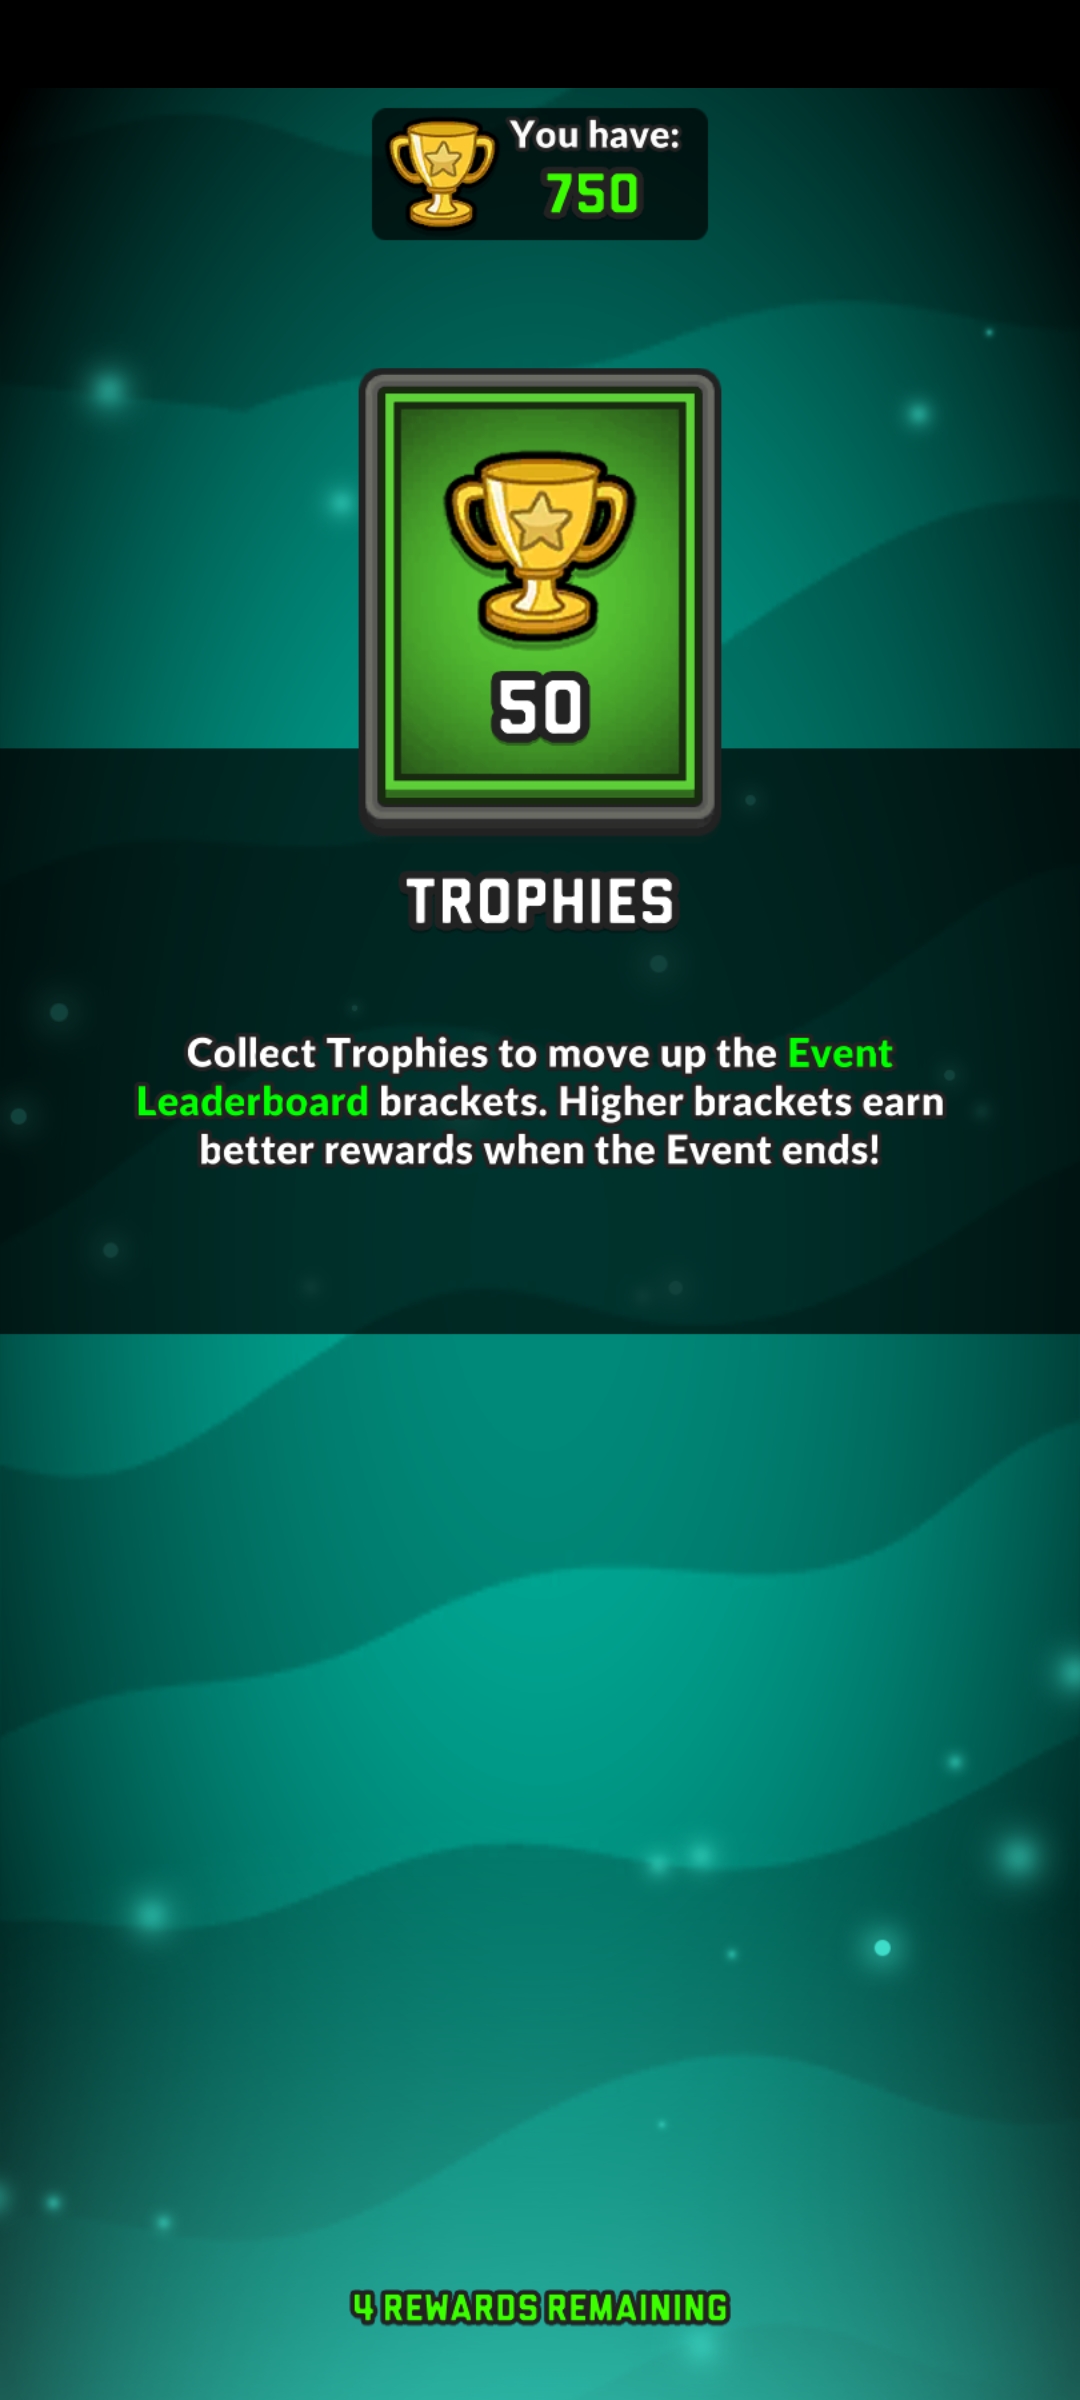 You have:
750
50
TROPHIES
Collect Trophies to move up the Event
Leaderboard brackets. Higher brackets earn
better rewards when the Event ends!
4 REWARDS REMAINING